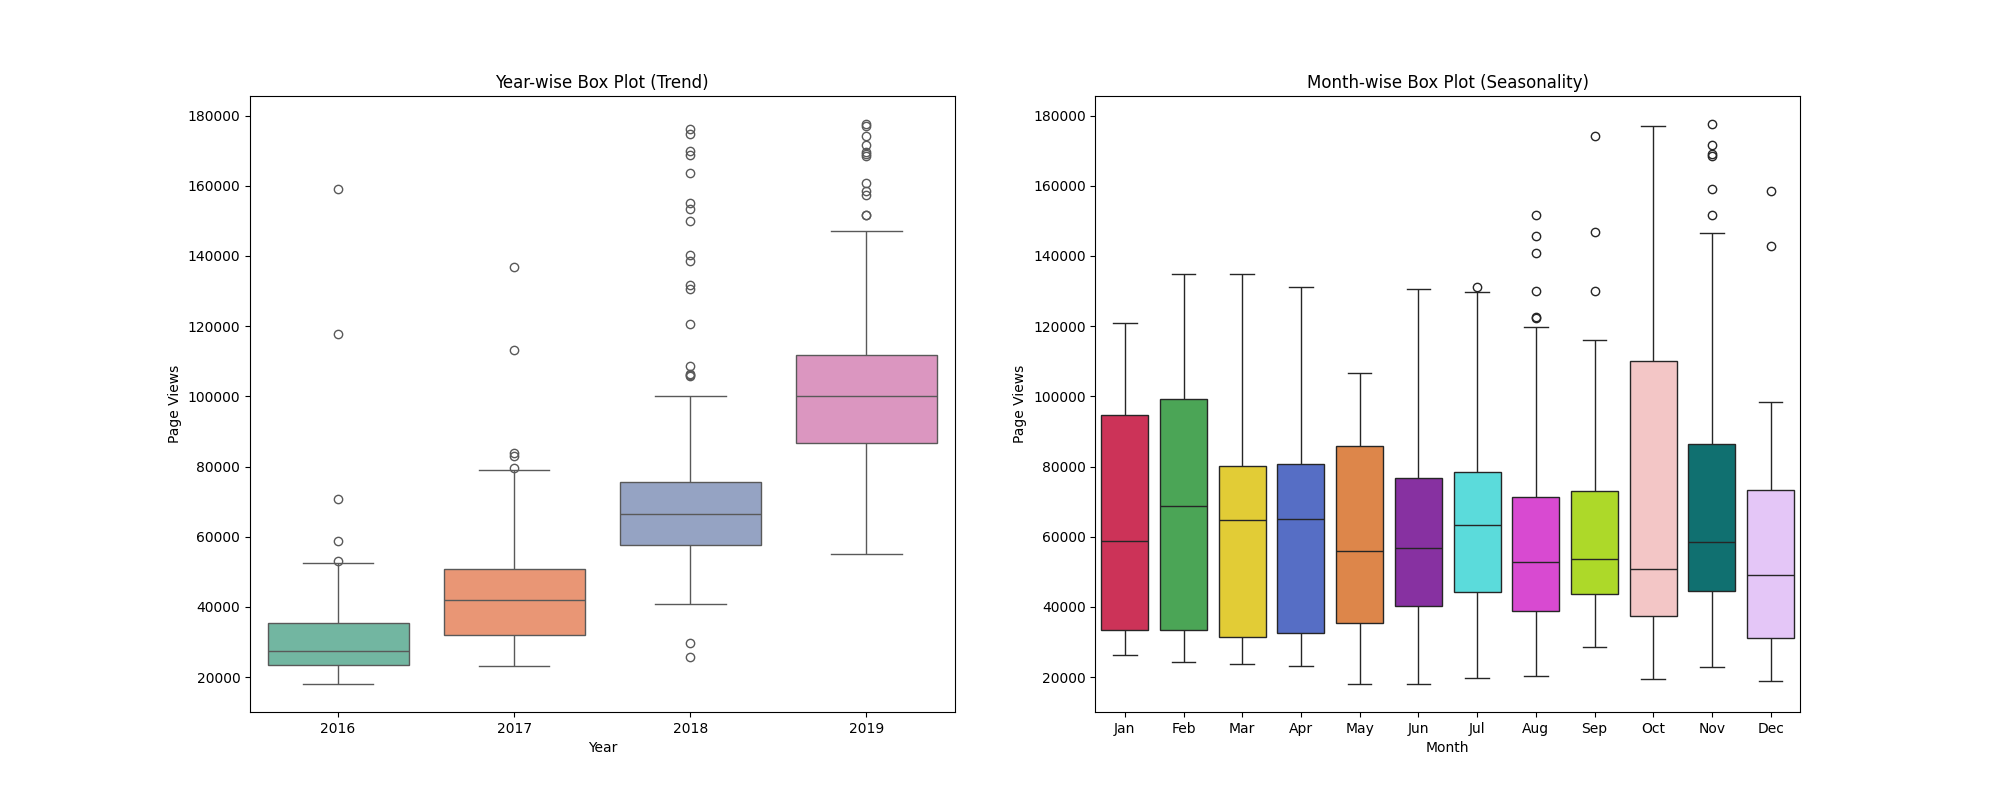 Year-wise Box Plot (Trend)
Page Views
180000
160000
140000
120000
100000
80000
60000
40000
20000
2016 2017 2018 2019
Year
Month-wise Box Plot (Seasonality)
Page Views
180000
160000
140000
120000
100000
80000
60000
40000
20000
Jan Feb Mar Apr May Jun Jul Aug Sep Oct Nov Dec
Month